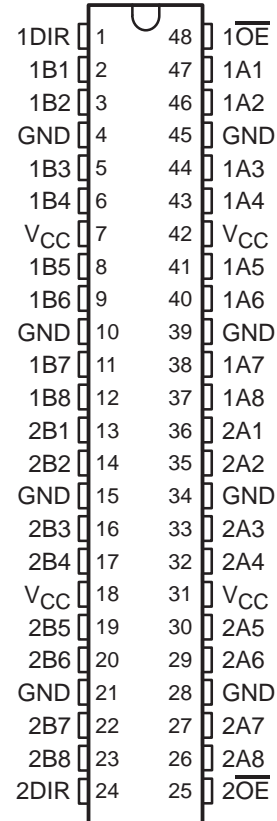 1DIR 1 48 1O̅E̅
1B1 2 47 1A1
1B2 3 46 1A2
GND 4 45 GND
1B3 5 44 1A3
1B4 6 43 1A4
VCC 7 42 VCC
1B5 8 41 1A5
1B6 9 40 1A6
GND 10 39 GND
1B7 11 38 1A7
1B8 12 37 1A8
2B1 13 36 2A1
2B2 14 35 2A2
GND 15 34 GND
2B3 16 33 2A3
2B4 17 32 2A4
VCC 18 31 VCC
2B5 19 30 2A5
2B6 20 29 2A6
GND 21 28 GND
2B7 22 27 2A7
2B8 23 26 2A8
2DIR 24 25 2O̅E̅